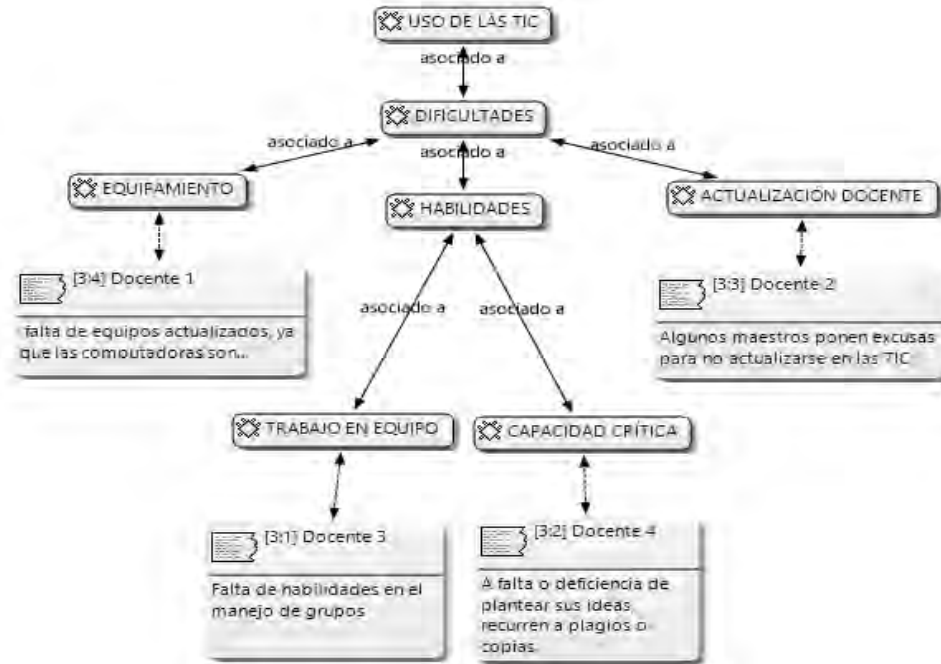 USO DE LAS TIC
asociado a
DIFICULTADES
asociado a
asociado a
asociado a
EQUIPAMIENTO
HABILIDADES
ACTUALIZACIÓN DOCENTE
[3:4] Docente 1
falta de equipos actualizados, ya
que las computadoras son...
[3:3] Docente 2
Algunos maestros ponen excusas
para no actualizarse en las TIC
asociado a
asociado a
TRABAJO EN EQUIPO
CAPACIDAD CRÍTICA
[3:1] Docente 3
Falta de habilidades en el
manejo de grupos
[3:2] Docente 4
A falta o deficiencia de
plantear sus ideas
recurren a plagios o
copias.